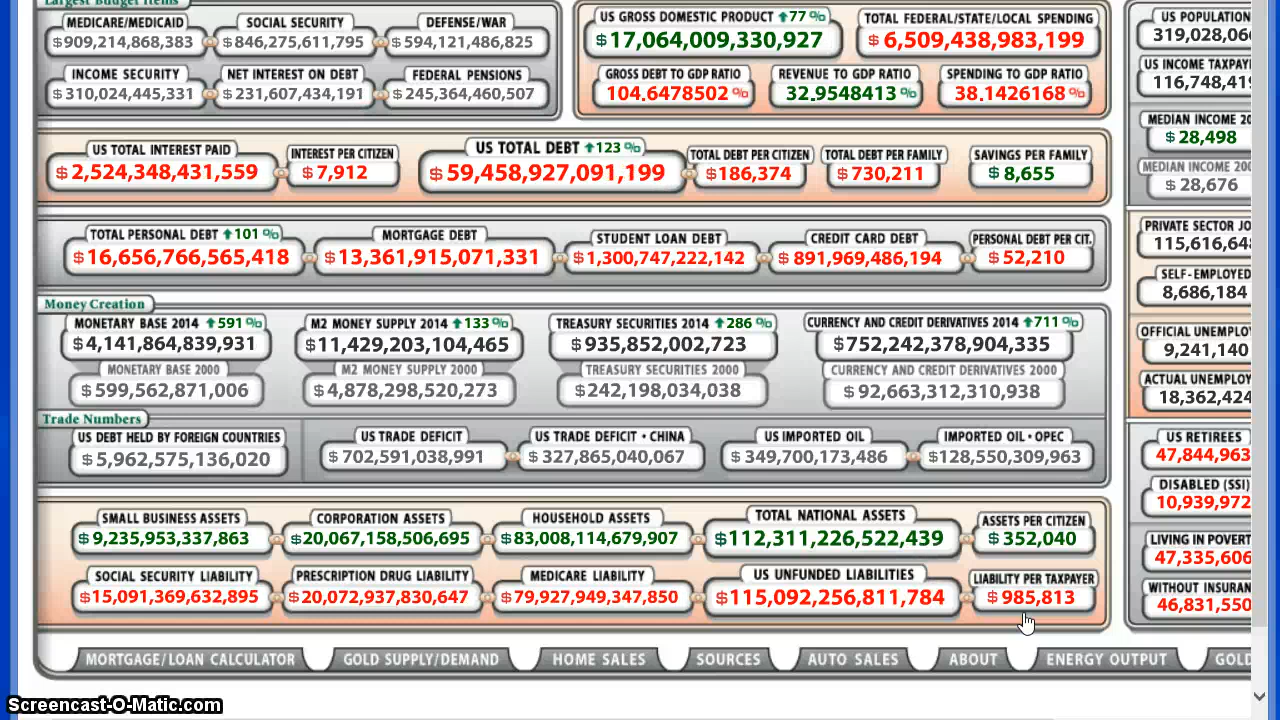 Largest Budget Items
MEDICARE/MEDICAID SOCIAL SECURITY DEFENSE/WAR
$909,214,868,383 $846,275,611,795 $594,121,486,825
INCOME SECURITY NET INTEREST ON DEBT FEDERAL PENSIONS
$310,024,445,331 $231,607,434,191 $245,364,460,507
US GROSS DOMESTIC PRODUCT ↑77% TOTAL FEDERAL/STATE/LOCAL SPENDING
$17,064,009,330,927 $6,509,438,983,199
GROSS DEBT TO GDP RATIO REVENUE TO GDP RATIO SPENDING TO GDP RATIO
104.6478502% 32.9548413% 38.1426168%
US TOTAL INTEREST PAID INTEREST PER CITIZEN US TOTAL DEBT ↑123% TOTAL DEBT PER CITIZEN TOTAL DEBT PER FAMILY SAVINGS PER FAMILY
$2,524,348,431,559 $7,912 $59,458,927,091,199 $186,374 $730,211 $8,655
TOTAL PERSONAL DEBT ↑101% MORTGAGE DEBT STUDENT LOAN DEBT CREDIT CARD DEBT PERSONAL DEBT PER CIT.
$16,656,766,565,418 $13,361,915,071,331 $1,300,747,222,142 $891,969,486,194 $52,210
Money Creation
MONETARY BASE 2014 ↑591% M2 MONEY SUPPLY 2014 ↑133% TREASURY SECURITIES 2014 ↑286% CURRENCY AND CREDIT DERIVATIVES 2014 ↑711%
$4,141,864,839,931 $11,429,203,104,465 $935,852,002,723 $752,242,378,904,335
MONETARY BASE 2000 M2 MONEY SUPPLY 2000 TREASURY SECURITIES 2000 CURRENCY AND CREDIT DERIVATIVES 2000
$599,562,871,006 $4,878,298,520,273 $242,198,034,038 $92,663,312,310,938
Trade Numbers
US DEBT HELD BY FOREIGN COUNTRIES US TRADE DEFICIT US TRADE DEFICIT • CHINA US IMPORTED OIL IMPORTED OIL • OPEC
$5,962,575,136,020 $702,591,038,991 $327,865,040,067 $349,700,173,486 $128,550,309,963
SMALL BUSINESS ASSETS CORPORATION ASSETS HOUSEHOLD ASSETS TOTAL NATIONAL ASSETS ASSETS PER CITIZEN
$9,235,953,337,863 $20,067,158,506,695 $83,008,114,679,907 $112,311,226,522,439 $352,040
SOCIAL SECURITY LIABILITY PRESCRIPTION DRUG LIABILITY MEDICARE LIABILITY US UNFUNDED LIABILITIES LIABILITY PER TAXPAYER
$15,091,369,632,895 $20,072,937,830,647 $79,927,949,347,850 $115,092,256,811,784 $985,813
US POPULATION
319,028,06
US INCOME TAXPAY
116,748,41
MEDIAN INCOME 20
$28,498
MEDIAN INCOME 200
$28,676
PRIVATE SECTOR JO
115,616,64
SELF-EMPLOYED
8,686,184
OFFICIAL UNEMPLO
9,241,140
ACTUAL UNEMPLOY
18,362,424
US RETIREES
47,844,963
DISABLED (SSI)
10,939,972
LIVING IN POVERT
47,335,606
WITHOUT INSURAN
46,831,550
MORTGAGE/LOAN CALCULATOR GOLD SUPPLY/DEMAND HOME SALES SOURCES AUTO SALES ABOUT ENERGY OUTPUT GOLD
Screencast-O-Matic.com